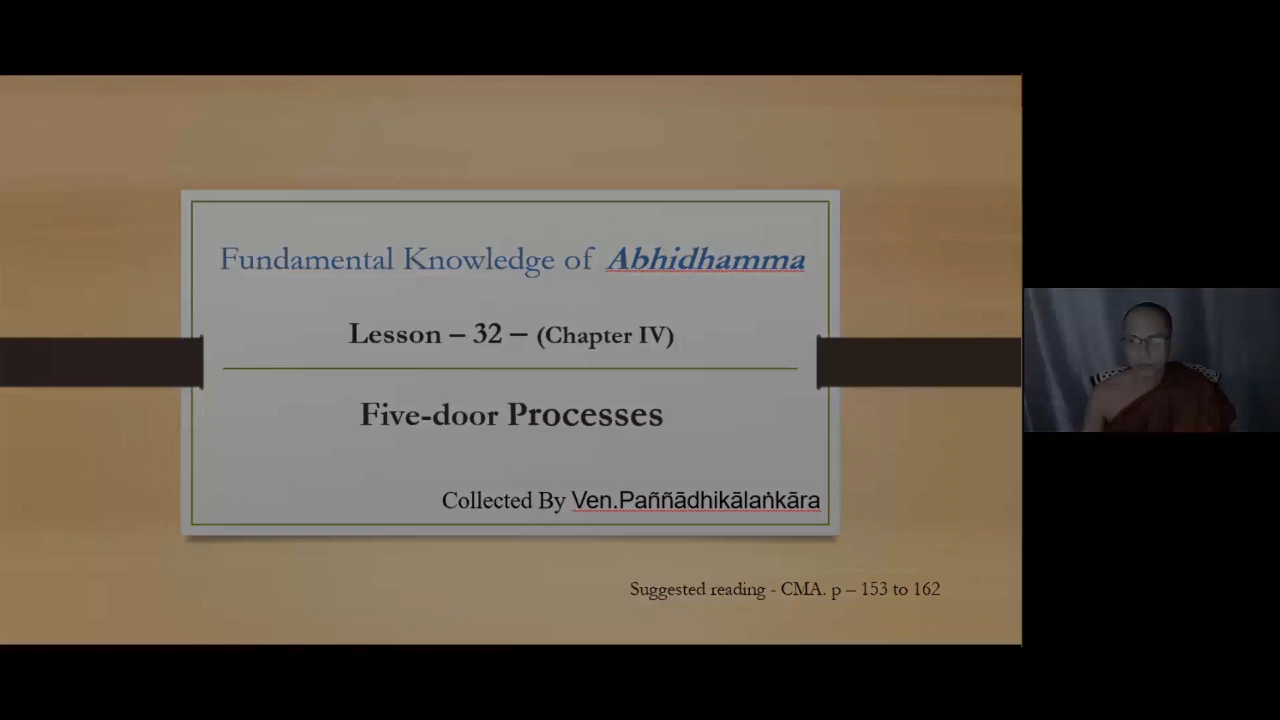 Fundamental Knowledge of Abhidhamma
Lesson – 32 – (Chapter IV)
Five-door Processes
Collected By Ven.Paññādhikālaṅkāra
Suggested reading - CMA. p – 153 to 162